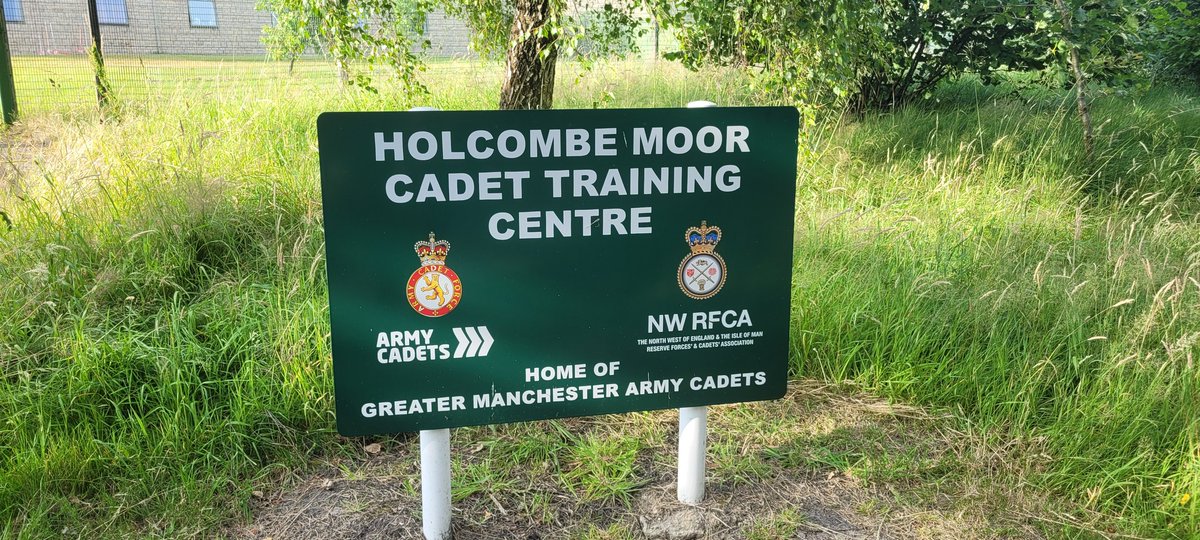 HOLCOMBE MOOR
CADET TRAINING
CENTRE
ARMY CADET FORCE
ARMY
CADETS
NW RFCA
THE NORTH WEST OF ENGLAND & THE ISLE OF MAN
RESERVE FORCES' & CADETS' ASSOCIATION
HOME OF
GREATER MANCHESTER ARMY CADETS